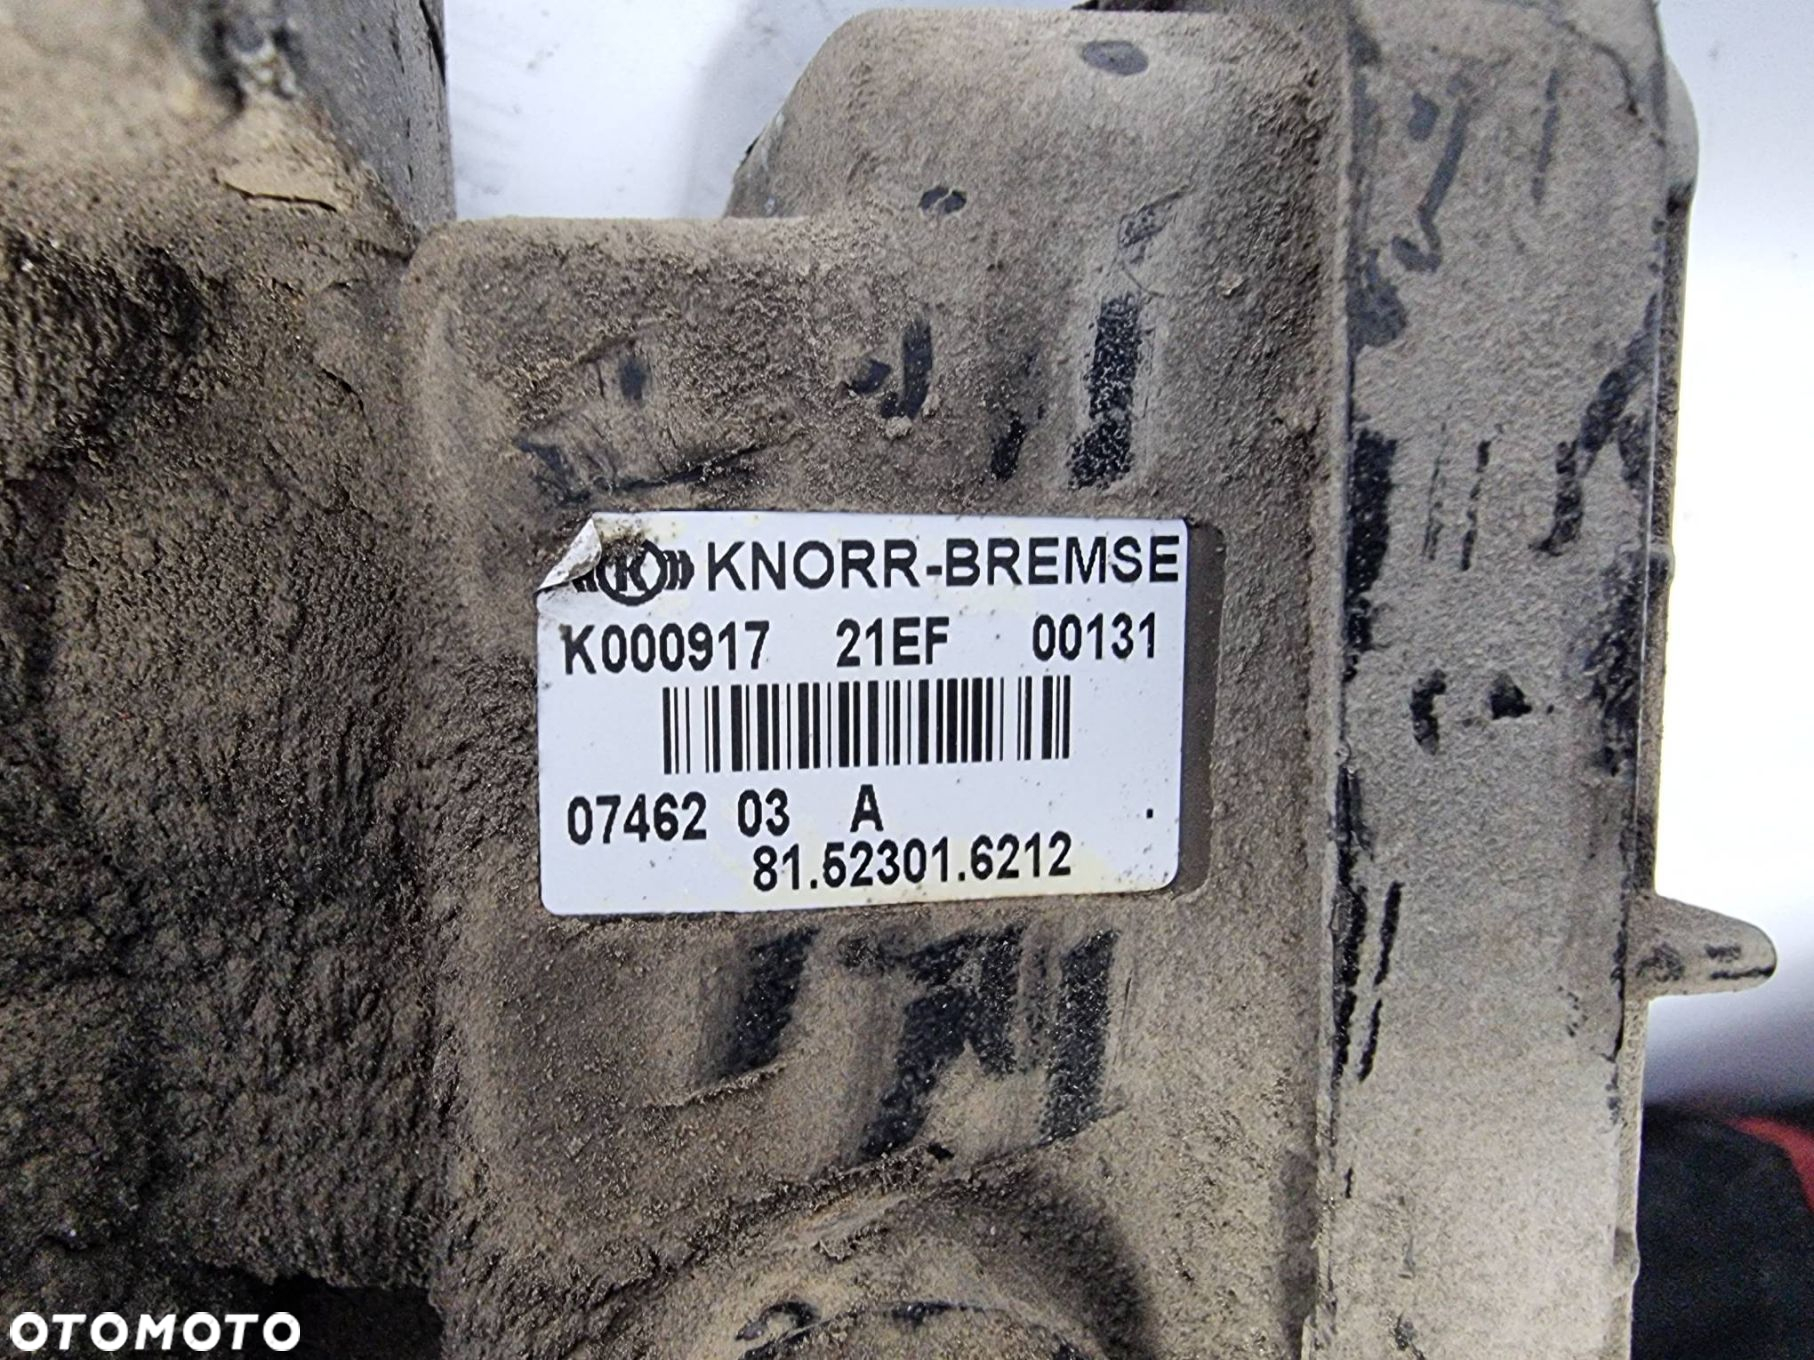 K KNORR-BREMSE
K000917 21EF 00131
07462 03 A .
81.52301.6212
OTOMOTO